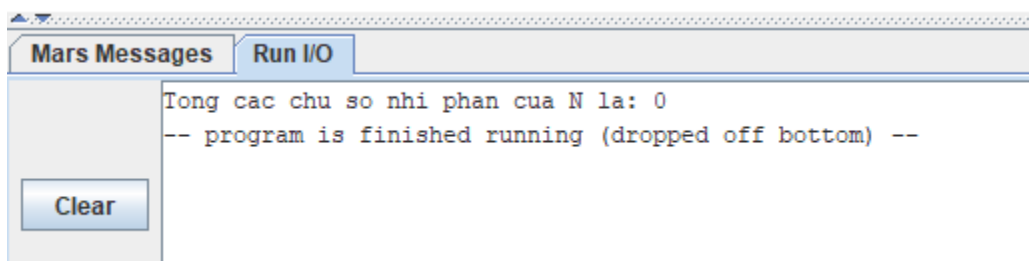 Mars Messages Run I/O
Tong cac chu so nhi phan cua N la: 0
-- program is finished running (dropped off bottom) --
Clear